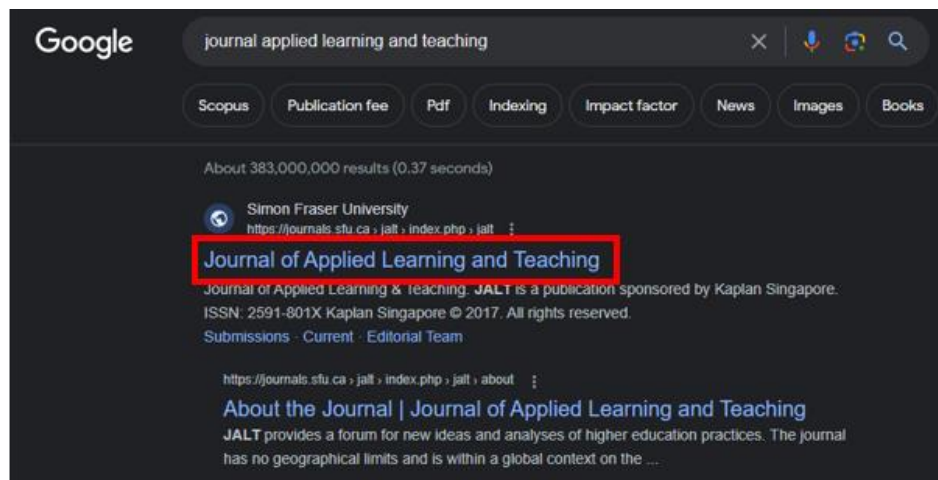 Google
journal applied learning and teaching
Scopus Publication fee Pdf Indexing Impact factor News Images Books
About 383,000,000 results (0.37 seconds)
Simon Fraser University
https://journals.sfu.ca › jalt › index.php › jalt
Journal of Applied Learning and Teaching
Journal of Applied Learning & Teaching. JALT is a publication sponsored by Kaplan Singapore.
ISSN: 2591-801X Kaplan Singapore © 2017. All rights reserved.
Submissions · Current · Editorial Team
https://journals.sfu.ca › jalt › index.php › jalt › about
About the Journal | Journal of Applied Learning and Teaching
JALT provides a forum for new ideas and analyses of higher education practices. The journal
has no geographical limits and is within a global context on the ...